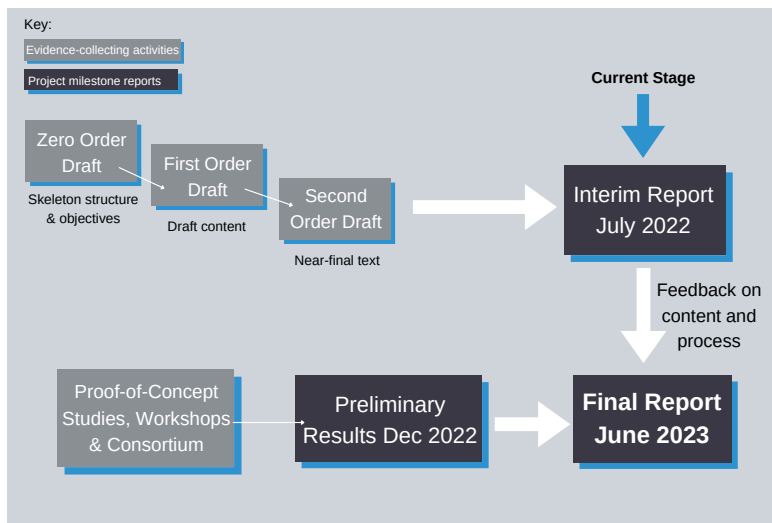 Key:
Evidence-collecting activities
Project milestone reports
Current Stage
Zero Order
Draft
Skeleton structure
& objectives
First Order
Draft
Draft content
Second
Order Draft
Near-final text
Interim Report
July 2022
Feedback on
content and
process
Proof-of-Concept
Studies, Workshops
& Consortium
Preliminary
Results Dec 2022
Final Report
June 2023